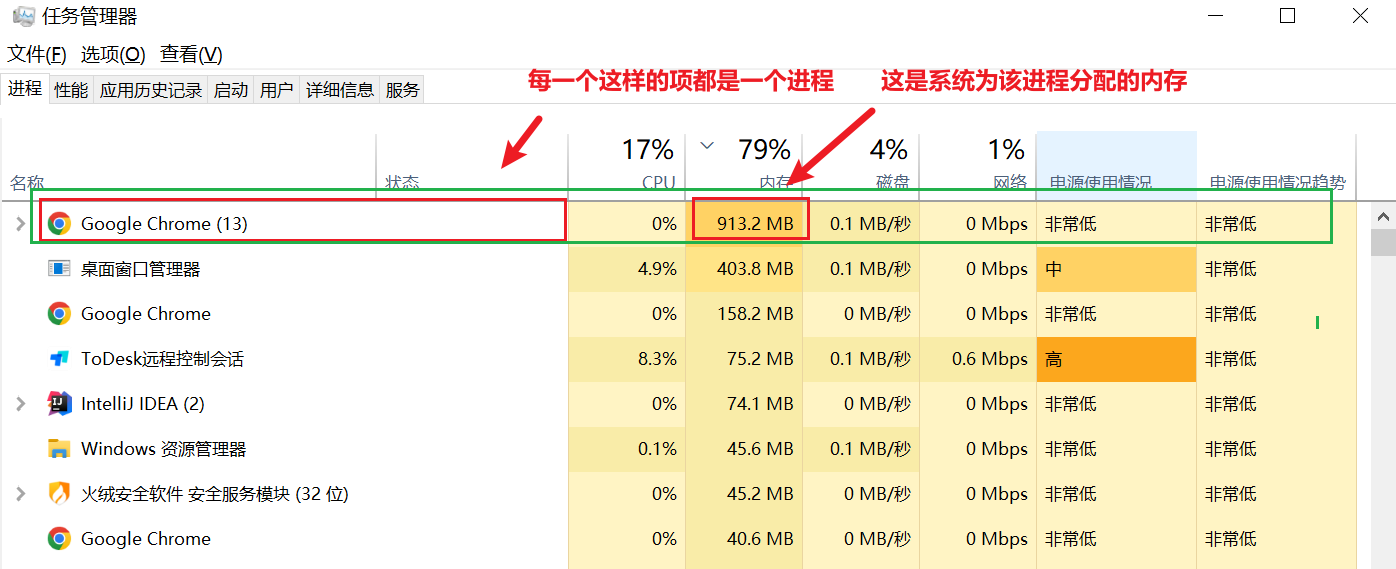 任务管理器
文件(F) 选项(O) 查看(V)
进程 性能 应用历史记录 启动 用户 详细信息 服务
每一个这样的项都是一个进程 这是系统为该进程分配的内存
17% 79% 4% 1%
名称 状态 CPU 内存 磁盘 网络 电源使用情况 电源使用情况趋势
Google Chrome (13) 0% 913.2 MB 0.1 MB/秒 0 Mbps 非常低 非常低
桌面窗口管理器 4.9% 403.8 MB 0.1 MB/秒 0 Mbps 中 非常低
Google Chrome 0% 158.2 MB 0 MB/秒 0 Mbps 非常低 非常低
ToDesk远程控制会话 8.3% 75.2 MB 0.1 MB/秒 0.6 Mbps 高 非常低
IntelliJ IDEA (2) 0% 74.1 MB 0 MB/秒 0 Mbps 非常低 非常低
Windows 资源管理器 0.1% 45.6 MB 0.1 MB/秒 0 Mbps 非常低 非常低
火绒安全软件 安全服务模块 (32 位) 0% 45.2 MB 0 MB/秒 0 Mbps 非常低 非常低
Google Chrome 0% 40.6 MB 0 MB/秒 0 Mbps 非常低 非常低